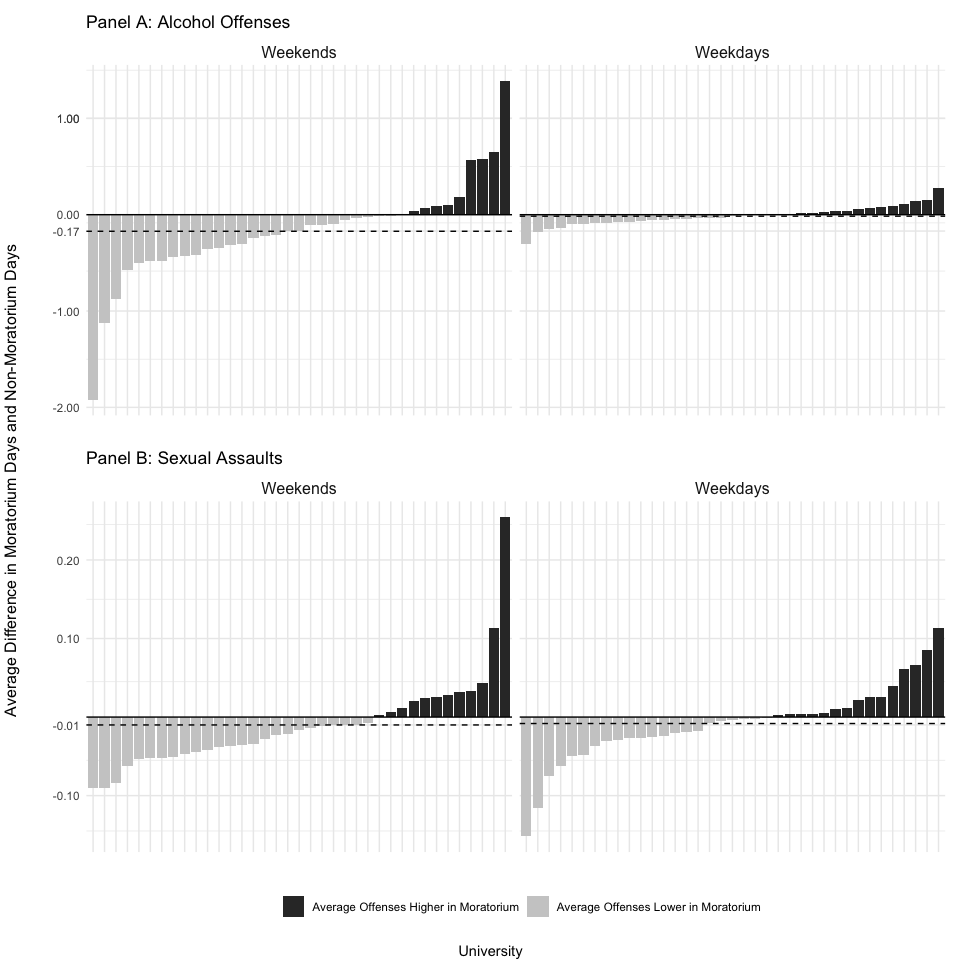 Panel A: Alcohol Offenses
Weekends
Weekdays
1.00
0.00
-0.17
-1.00
-2.00
Average Difference in Moratorium Days and Non-Moratorium Days
Panel B: Sexual Assaults
Weekends
Weekdays
0.20
0.10
-0.01
-0.10
Average Offenses Higher in Moratorium
Average Offenses Lower in Moratorium
University